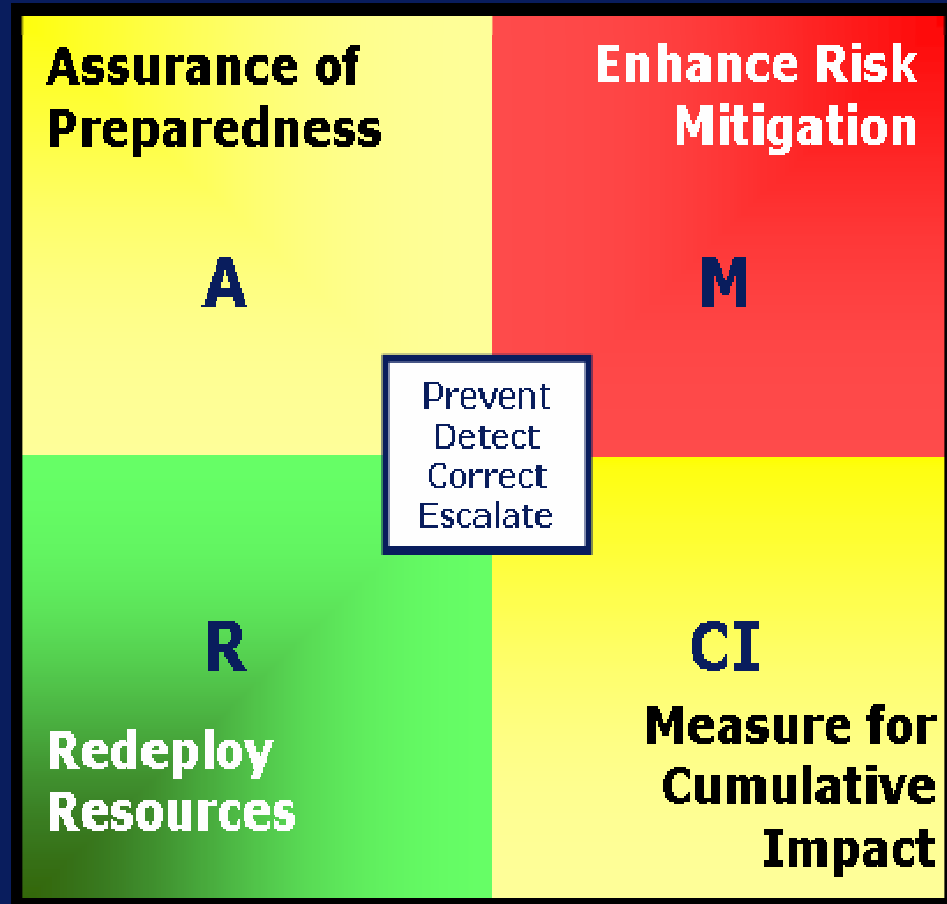 Assurance of
Preparedness
A
Enhance Risk
Mitigation
M
Prevent
Detect
Correct
Escalate
R
Redeploy
Resources
CI
Measure for
Cumulative
Impact